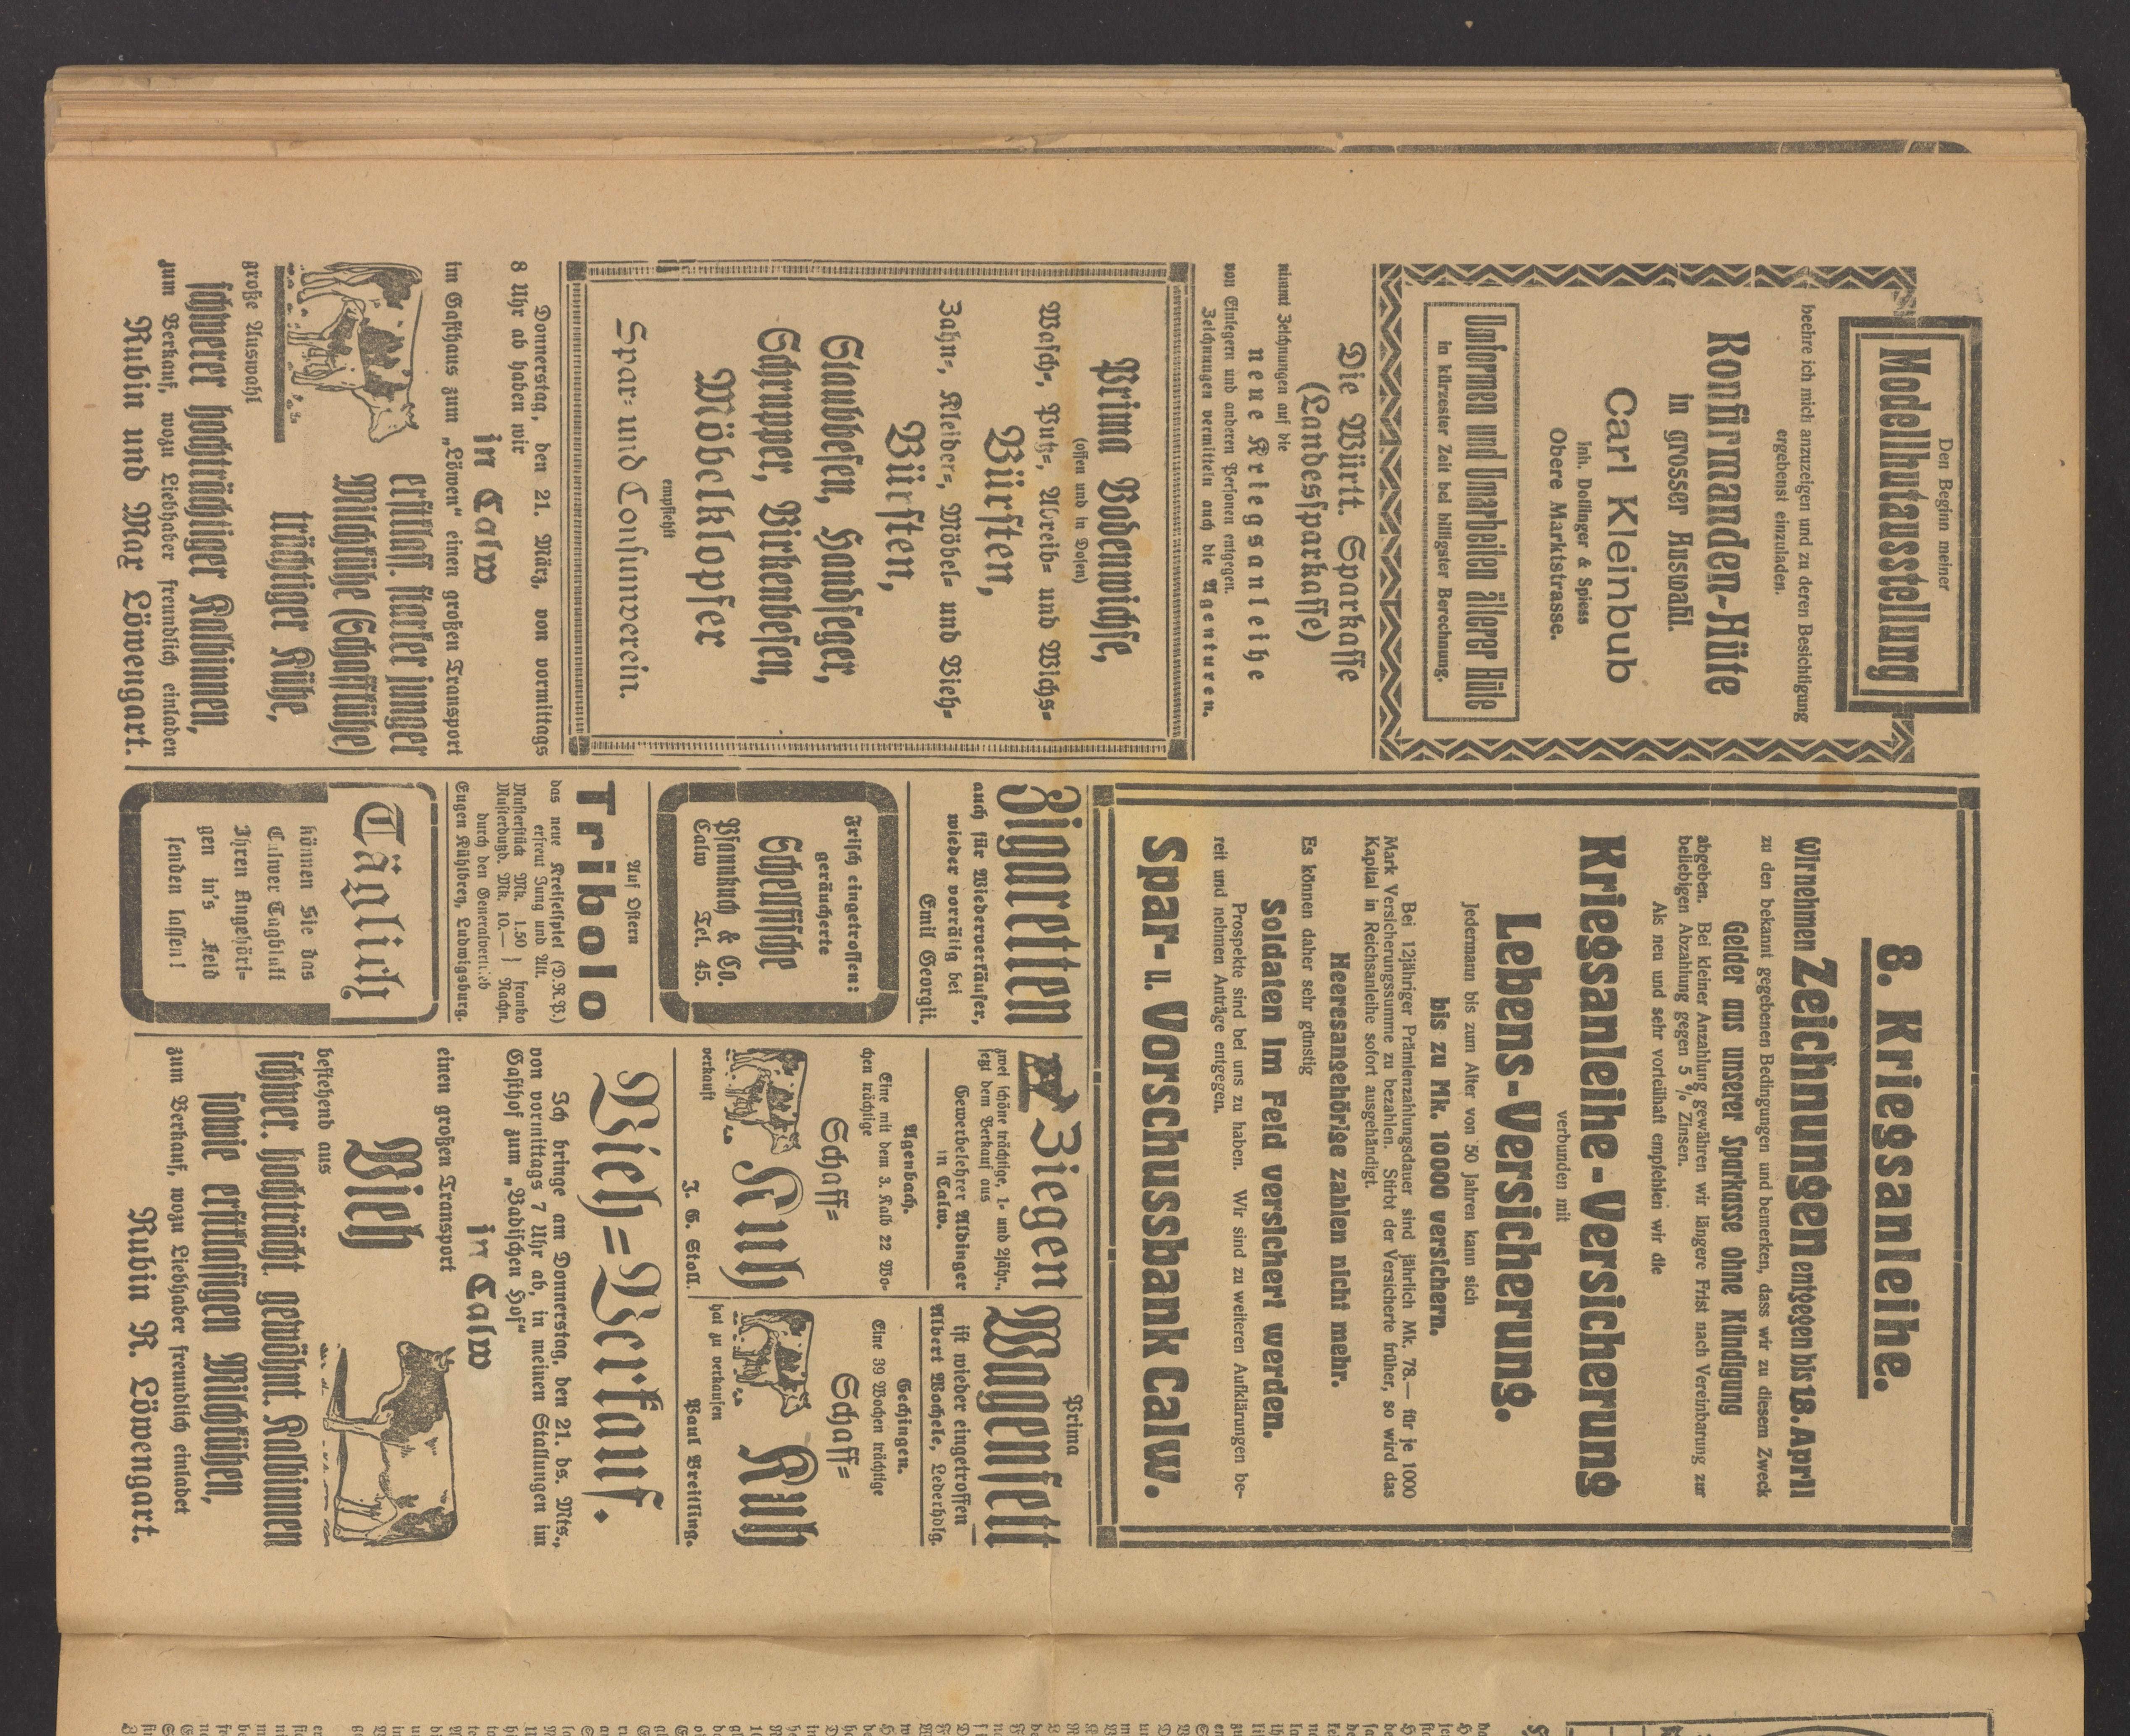 Den Beginn meiner
Modellhutausstellung
beehre ich mich anzuzeigen und zu deren Besichtigung
ergebenst einzuladen.
Konfirmanden-Hüte
in grosser Auswahl.
Carl Kleinbub
Inh. Dollinger & Spiess
Obere Marktstrasse.
Umformen und Umarbeiten älterer Hüte
in kürzester Zeit bei billigster Berechnung.
Die Württ. Sparkasse
(Landessparkasse)
nimmt Zeichnungen auf die
neue Kriegsanleihe
von Einlegern und anderen Personen entgegen.
Zeichnungen vermitteln auch die Agenturen.
Prima Bodenwichse,
(offen und in Dosen)
Wasch-, Putz-, Abreib- und Wichs-
Bürsten,
Zahn-, Kleider-, Möbel- und Vieh-
Bürsten,
Staubbesen, Handfeger,
Schrupper, Birkenbesen,
Möbelklopfer
empfiehlt
Spar- und Consumverein.
Donnerstag, den 21. März, von vormittags
8 Uhr ab haben wir
in Calw
im Gasthaus zum „Löwen" einen großen Transport
erstklass. starker junger
Milchkühe (Schaffkühe)
trächtiger Kühe,
große Auswahl
schwerer hochträchtiger Kalbinnen,
zum Verkauf, wozu Liebhaber freundlich einladen
Rubin und Max Löwengart.
8. Kriegsanleihe.
Wir nehmen Zeichnungen entgegen bis 18. April
zu den bekannt gegebenen Bedingungen und bemerken, dass wir zu diesem Zweck
Gelder aus unserer Sparkasse ohne Kündigung
abgeben. Bei kleiner Anzahlung gewähren wir längere Frist nach Vereinbarung zur
beliebigen Abzahlung gegen 5 % Zinsen.
Als neu und sehr vorteilhaft empfehlen wir die
Kriegsanleihe-Versicherung
verbunden mit
Lebens-Versicherung.
Jedermann bis zum Alter von 50 Jahren kann sich
bis zu Mk. 10000 versichern.
Bei 12jähriger Prämienzahlungsdauer sind jährlich Mk. 78.— für je 1000
Mark Versicherungssumme zu bezahlen. Stirbt der Versicherte früher, so wird das
Kapital in Reichsanleihe sofort ausgehändigt.
Heeresangehörige zahlen nicht mehr.
Es können daher sehr günstig
Soldaten im Feld versichert werden.
Prospekte sind bei uns zu haben. Wir sind zu weiteren Aufklärungen be-
reit und nehmen Anträge entgegen.
Spar- u. Vorschussbank Calw.
Zigaretten
auch für Wiederverkäufer,
wieder vorrätig bei
Emil Georgii.
Frisch eingetroffen:
geräucherte
Schellfische
Pfannkuch & Co.
Calw Tel. 45.
Auf Ostern
Tribolo
das neue Kreiselspiel (D.R.P.)
erfreut Jung und Alt.
Musterstück Mk. 1.50 } franko
Musterdutzd. Mk. 10.— } Nachn.
durch den Generalvertrieb
Eugen Kühlbrey, Ludwigsburg.
Täglich
können Sie das
Calwer Tagblatt
Ihren Angehöri-
gen in's Feld
senden lassen!
Ziegen
zwei schöne trächtige, 1- und 2jähr.,
setzt dem Verkauf aus
Gewerbelehrer Aldinger
in Calw.
Agenbach.
Eine mit dem 3. Kalb 22 Wo-
chen trächtige
Schaff-
Kuh
verkauft
J. G. Stoll.
Prima
Wagenfett
ist wieder eingetroffen
Albert Wochele, Lederhdlg.
Gechingen.
Eine 39 Wochen trächtige
Schaff-
Kuh
hat zu verkaufen
Paul Breitling.
Vieh-Verkauf.
Ich bringe am Donnerstag, den 21. ds. Mts.,
von vormittags 7 Uhr ab, in meinen Stallungen im
Gasthof zum „Badischen Hof"
in Calw
einen großen Transport
Vieh
bestehend aus
schwer. hochträcht. gewöhnt. Kalbinnen
sowie erstklassigen Milchkühen,
zum Verkauf, wozu Liebhaber freundlich einladet
Rubin R. Löwengart.